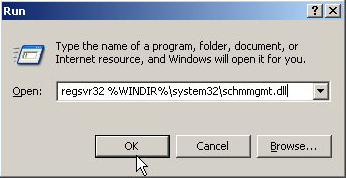 Run
Type the name of a program, folder, document, or
Internet resource, and Windows will open it for you.
Open: regsvr32 %WINDIR%\system32\schmmgmt.dll
OK Cancel Browse...